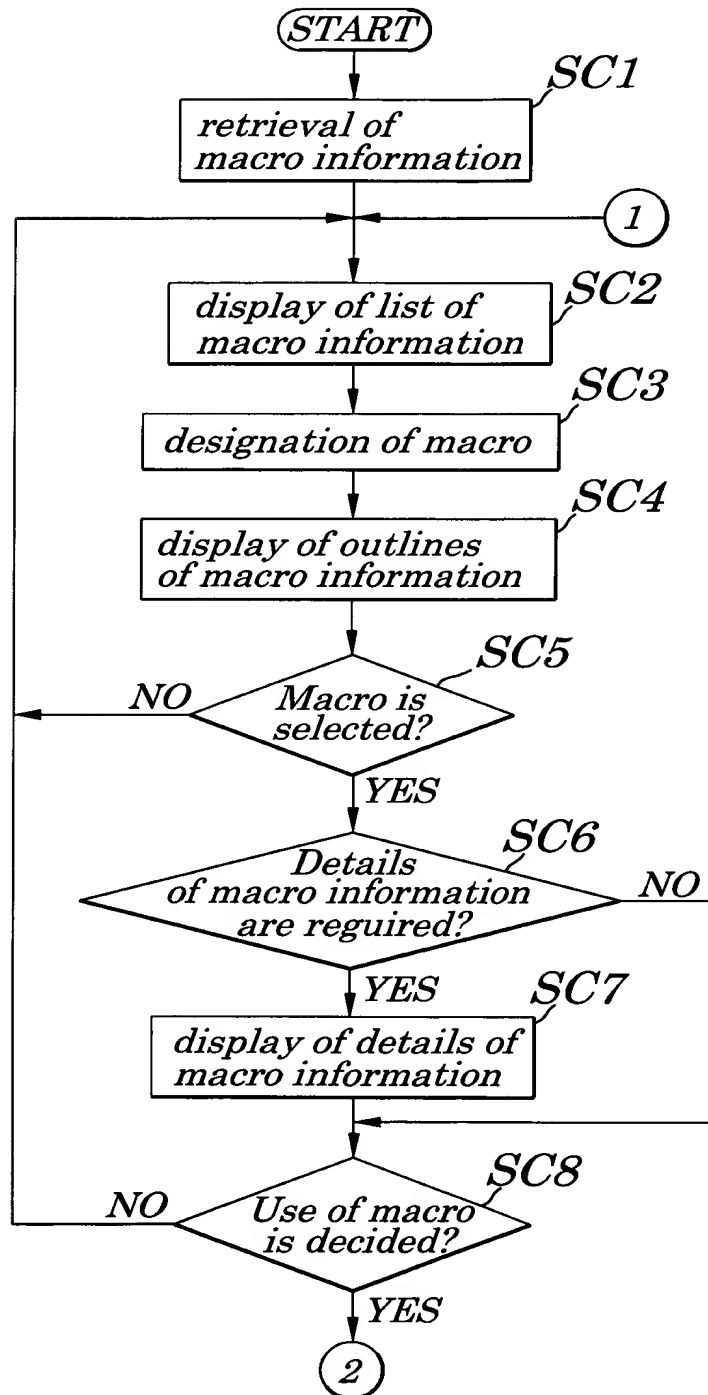 START
SC1
retrieval of
macro information
1
SC2
display of list of
macro information
SC3
designation of macro
SC4
display of outlines
of macro information
SC5
NO
Macro is
selected?
YES
SC6
Details
of macro information
are reguired?
NO
YES
SC7
display of details of
macro information
SC8
NO
Use of macro
is decided?
YES
2